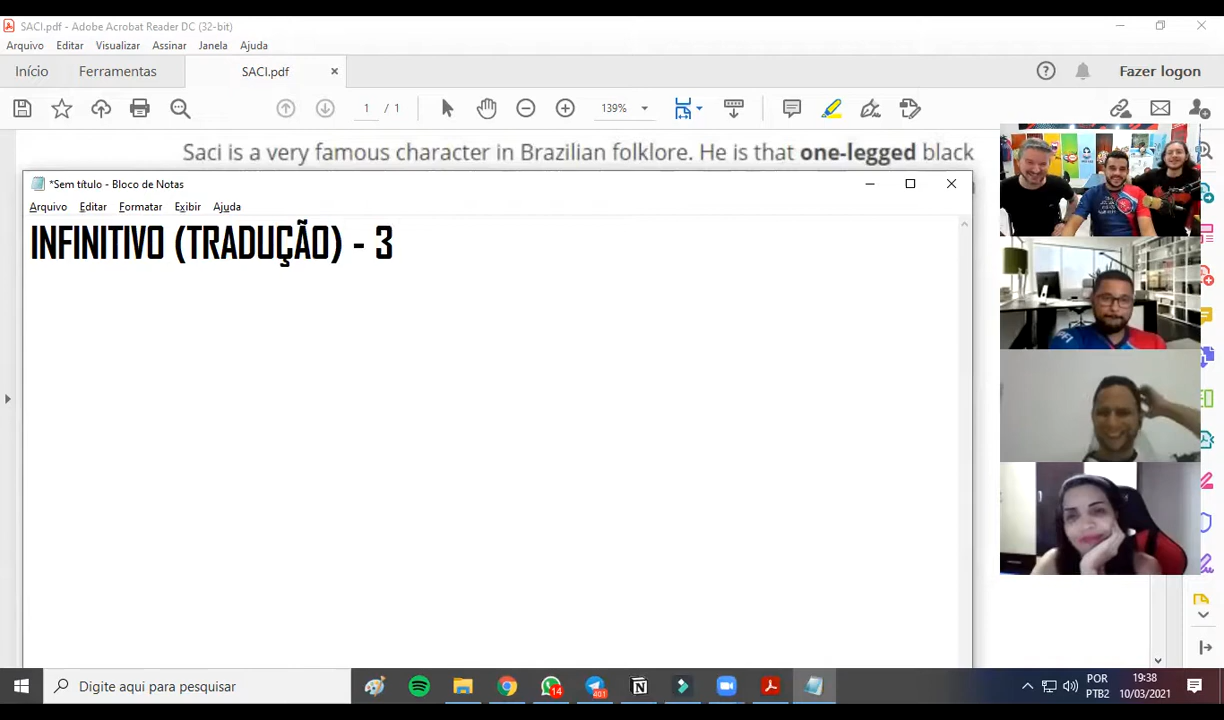 SACI.pdf - Adobe Acrobat Reader DC (32-bit)
Arquivo Editar Visualizar Assinar Janela Ajuda
Início Ferramentas SACI.pdf Fazer logon
1 / 1 139%
Saci is a very famous character in Brazilian folklore. He is that one-legged black
*Sem título - Bloco de Notas
Arquivo Editar Formatar Exibir Ajuda
INFINITIVO (TRADUÇÃO) - 3
Digite aqui para pesquisar
14
401
POR
PTB2
19:38
10/03/2021